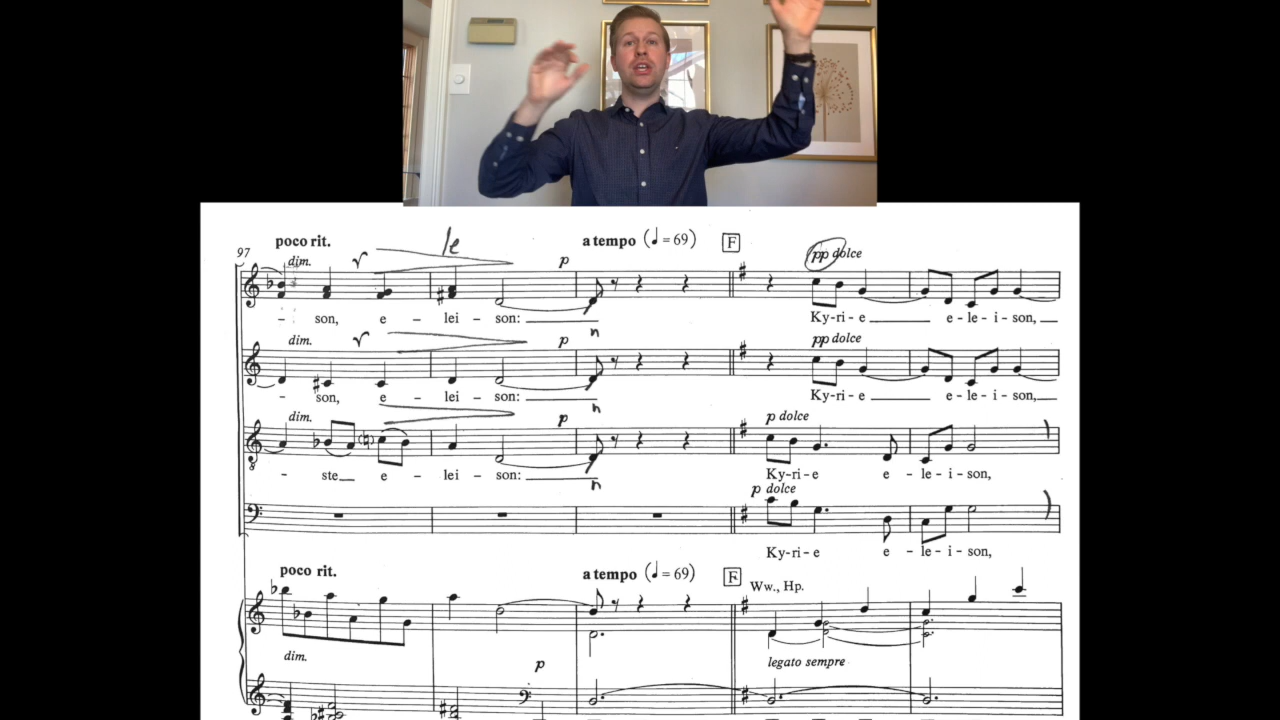 poco rit. le a tempo (♩=69) F
97 dim. √ p pp dolce
- son, e - lei - son: Ky-ri-e e-le-i-son,
n
dim. √ p pp dolce
- son, e - lei - son: Ky-ri-e e-le-i-son,
n
dim. p p dolce
- ste e - lei - son: Ky-ri-e e - le-i-son,
n
p dolce
Ky-ri-e e - le-i-son,
poco rit. a tempo (♩=69) F
Ww., Hp.
dim. p legato sempre